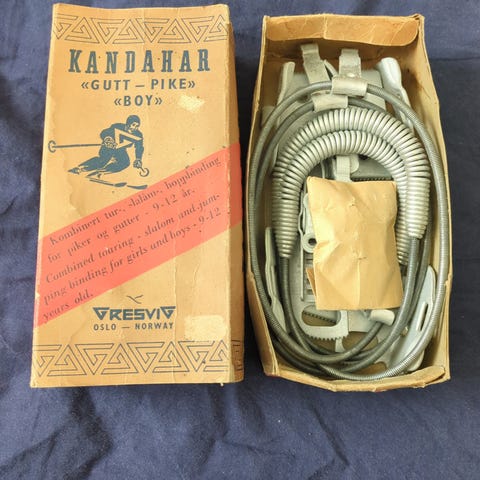 KANDAHAR
«GUTT – PIKE»
«BOY»
Kombinert tur-, slalåm-, hoppbinding
for piker og gutter - 9-12 år.
Combined touring - slalom and jum-
ping binding for girls and boys - 9-12
years old.
GRESVIG
OSLO — NORWAY